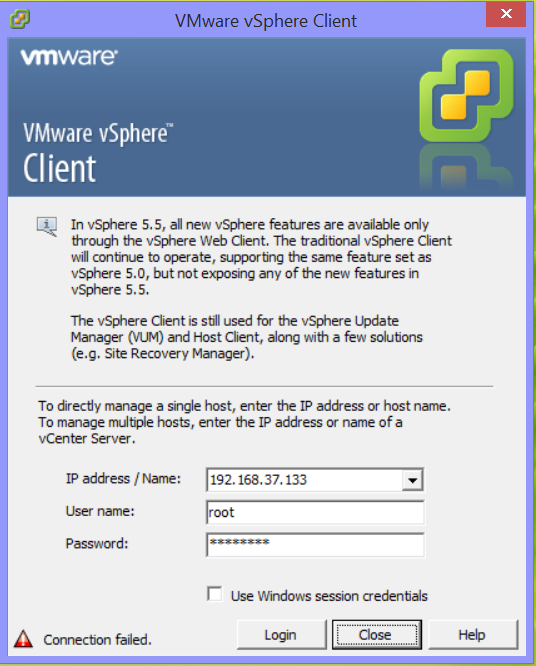 VMware vSphere Client
vmware®
VMware vSphere™
Client
In vSphere 5.5, all new vSphere features are available only
through the vSphere Web Client. The traditional vSphere Client
will continue to operate, supporting the same feature set as
vSphere 5.0, but not exposing any of the new features in
vSphere 5.5.
The vSphere Client is still used for the vSphere Update
Manager (VUM) and Host Client, along with a few solutions
(e.g. Site Recovery Manager).
To directly manage a single host, enter the IP address or host name.
To manage multiple hosts, enter the IP address or name of a
vCenter Server.
IP address / Name: 192.168.37.133
User name: root
Password: ********
Use Windows session credentials
Connection failed. Login Close Help